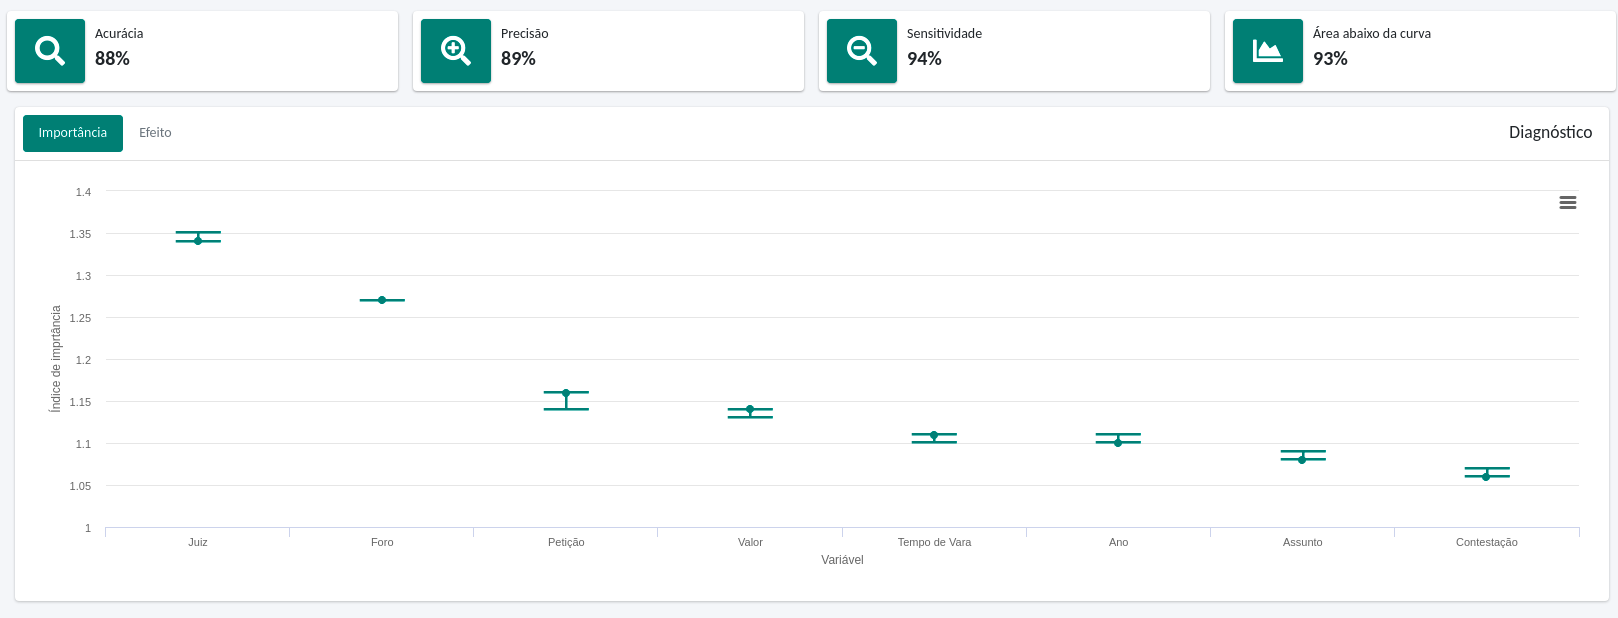 Acurácia
88%
Precisão
89%
Sensitividade
94%
Área abaixo da curva
93%
Importância
Efeito
Diagnóstico
1.4
1.35
1.3
1.25
1.2
1.15
1.1
1.05
1
Índice de imprtância
Juiz
Foro
Petição
Valor
Tempo de Vara
Ano
Assunto
Contestação
Variável